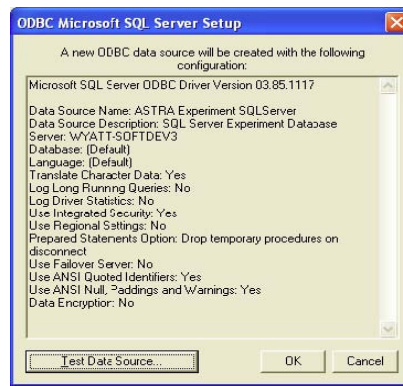 ODBC Microsoft SQL Server Setup
A new ODBC data source will be created with the following
configuration:
Microsoft SQL Server ODBC Driver Version 03.85.1117
Data Source Name: ASTRA Experiment SQLServer
Data Source Description: SQL Server Experiment Database
Server: WYATT-SOFTDEV3
Database: (Default)
Language: (Default)
Translate Character Data: Yes
Log Long Running Queries: No
Log Driver Statistics: No
Use Integrated Security: Yes
Use Regional Settings: No
Prepared Statements Option: Drop temporary procedures on
disconnect
Use Failover Server: No
Use ANSI Quoted Identifiers: Yes
Use ANSI Null, Paddings and Warnings: Yes
Data Encryption: No
Test Data Source...
OK
Cancel